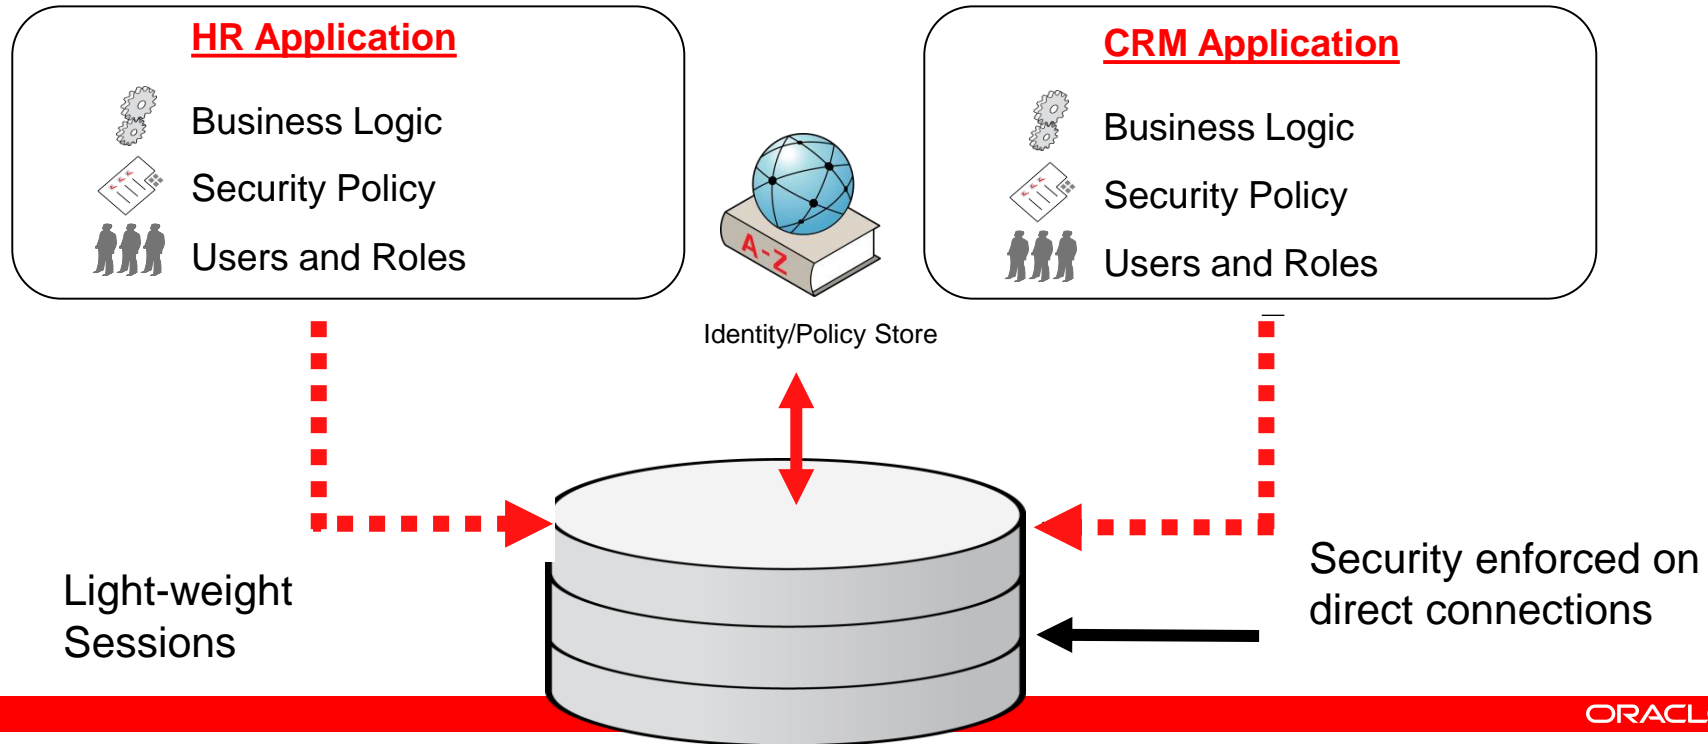 HR Application
Business Logic
Security Policy
Users and Roles
CRM Application
Business Logic
Security Policy
Users and Roles
A-Z
Identity/Policy Store
Light-weight
Sessions
Security enforced on
direct connections
ORACL